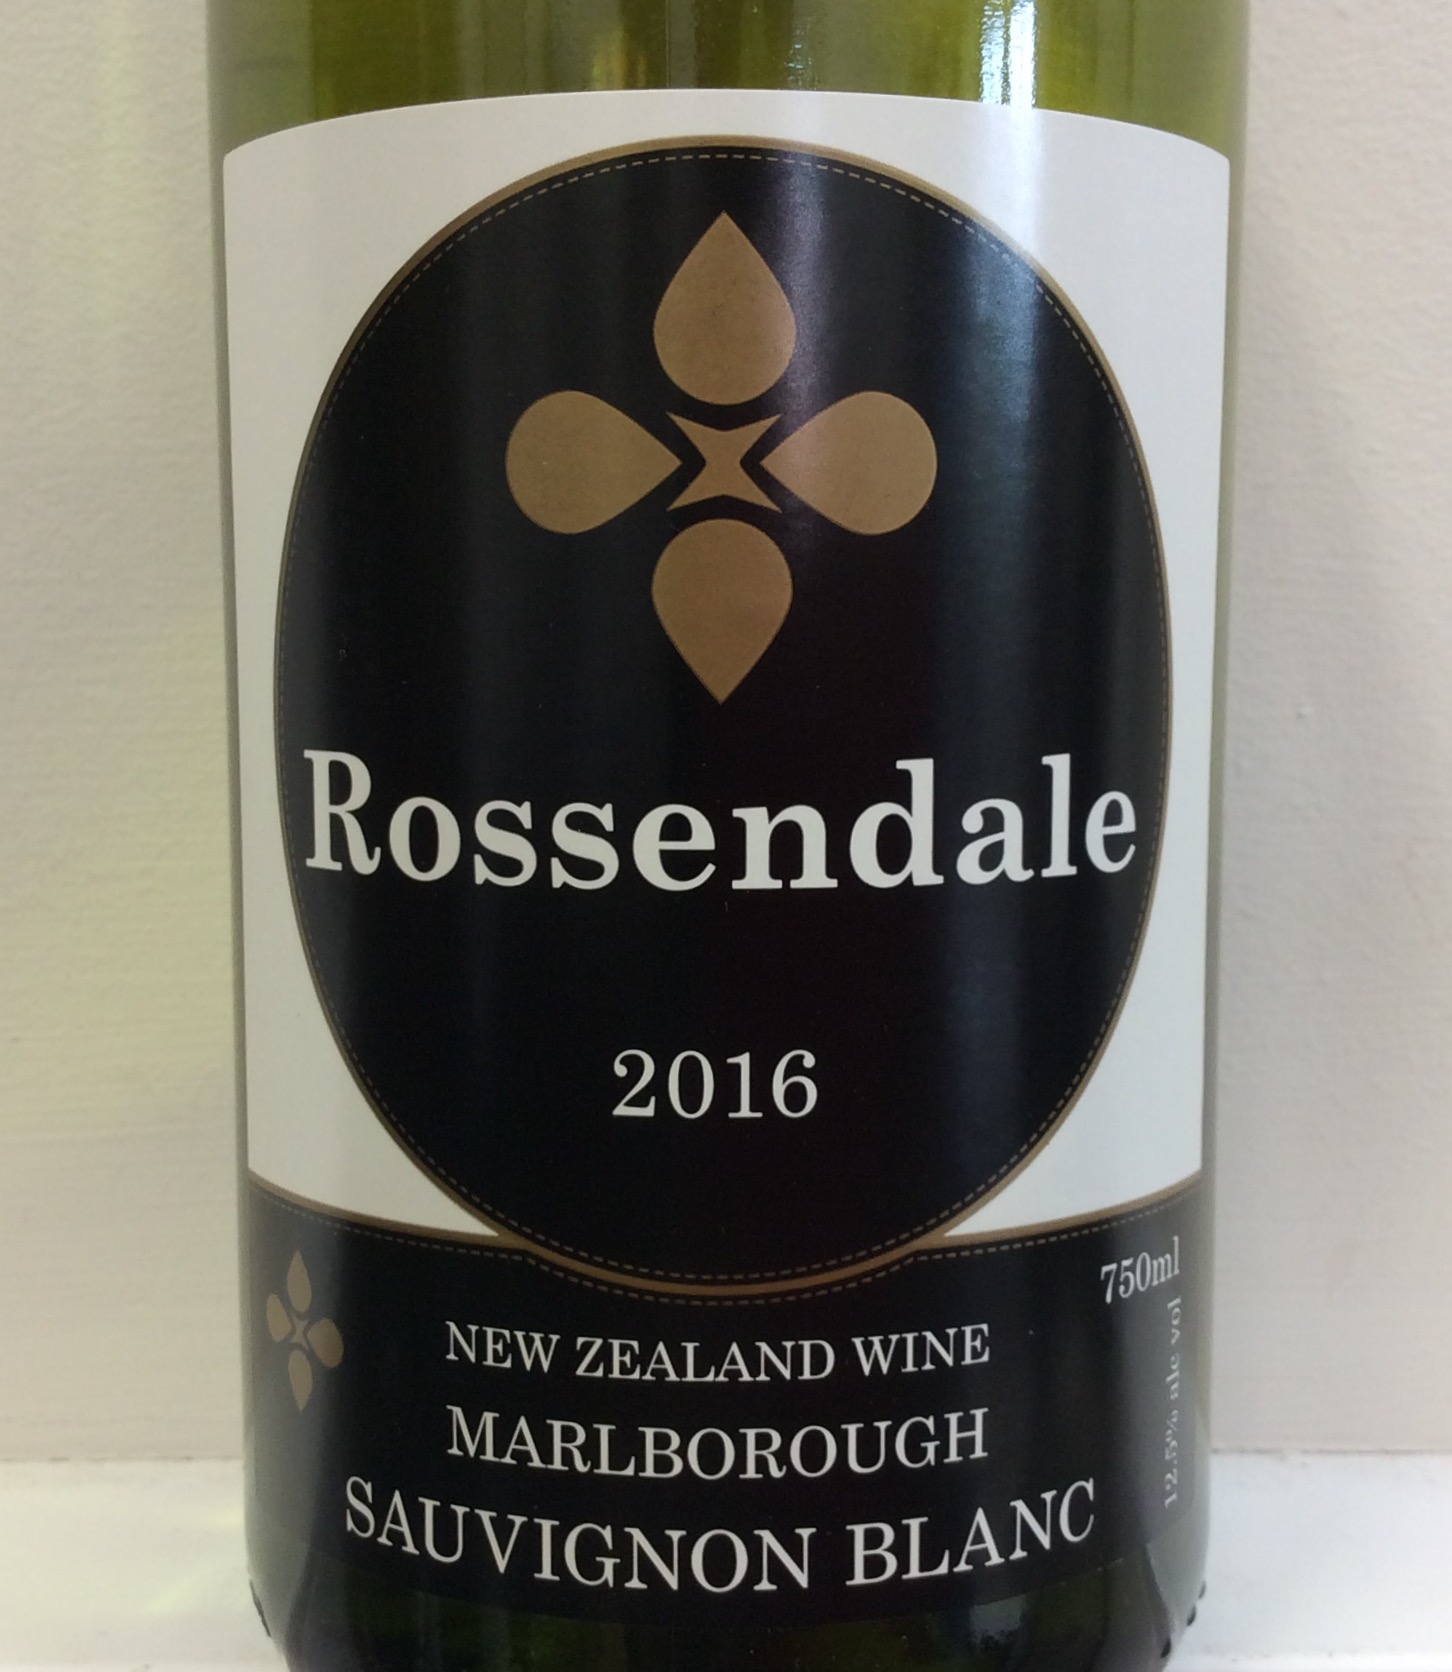 Rossendale
2016
750ml
12.5% alc vol
NEW ZEALAND WINE
MARLBOROUGH
SAUVIGNON BLANC